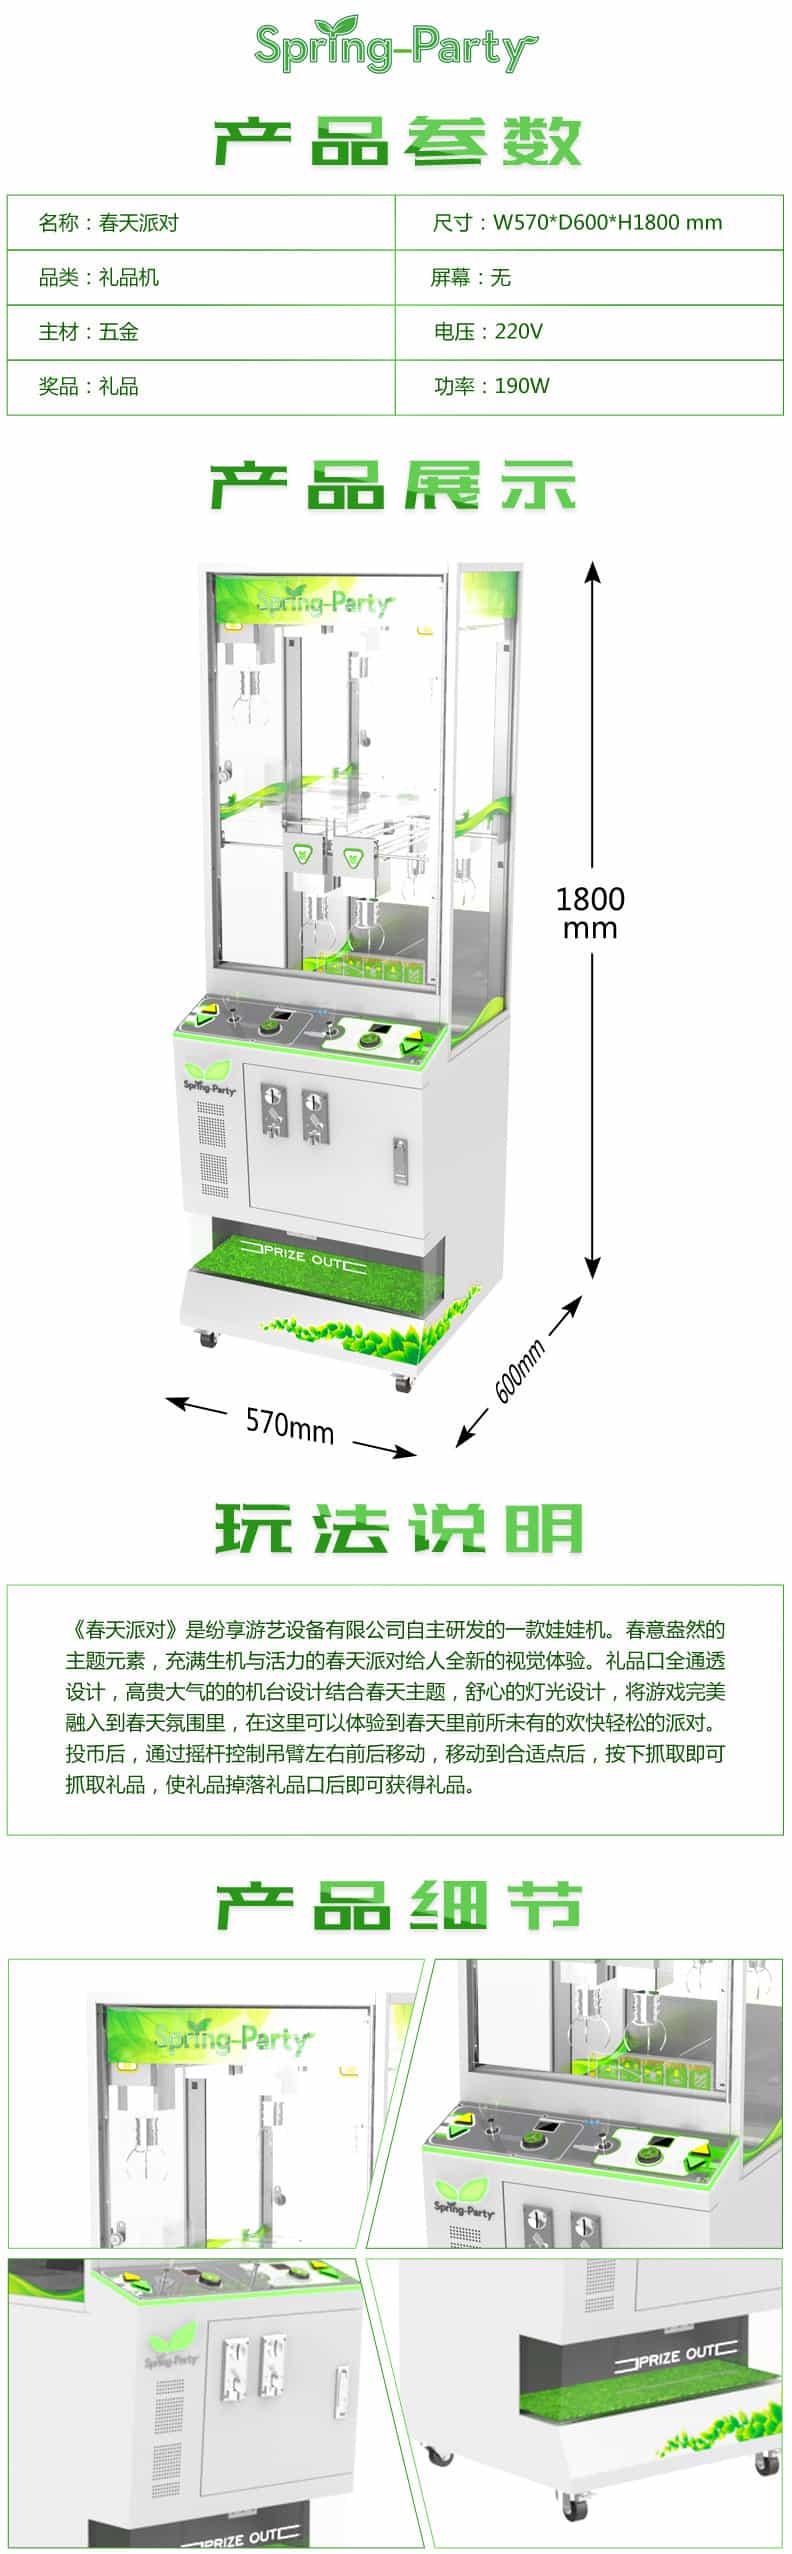 Spring-Party
产品参数
名称：春天派对
尺寸：W570*D600*H1800 mm
品类：礼品机
屏幕：无
主材：五金
电压：220V
奖品：礼品
功率：190W
产品展示
Spring-Party
1800
mm
Spring-Party
PRIZE OUT
600mm
570mm
玩法说明
《春天派对》是纷享游艺设备有限公司自主研发的一款娃娃机。春意盎然的
主题元素，充满生机与活力的春天派对给人全新的视觉体验。礼品口全通透
设计，高贵大气的的机台设计结合春天主题，舒心的灯光设计，将游戏完美
融入到春天氛围里，在这里可以体验到春天里前所未有的欢快轻松的派对。
投币后，通过摇杆控制吊臂左右前后移动，移动到合适点后，按下抓取即可
抓取礼品，使礼品掉落礼品口后即可获得礼品。
产品细节
Spring-Party
Spring-Party
Spring-Party
PRIZE OUT
PRIZE OUT